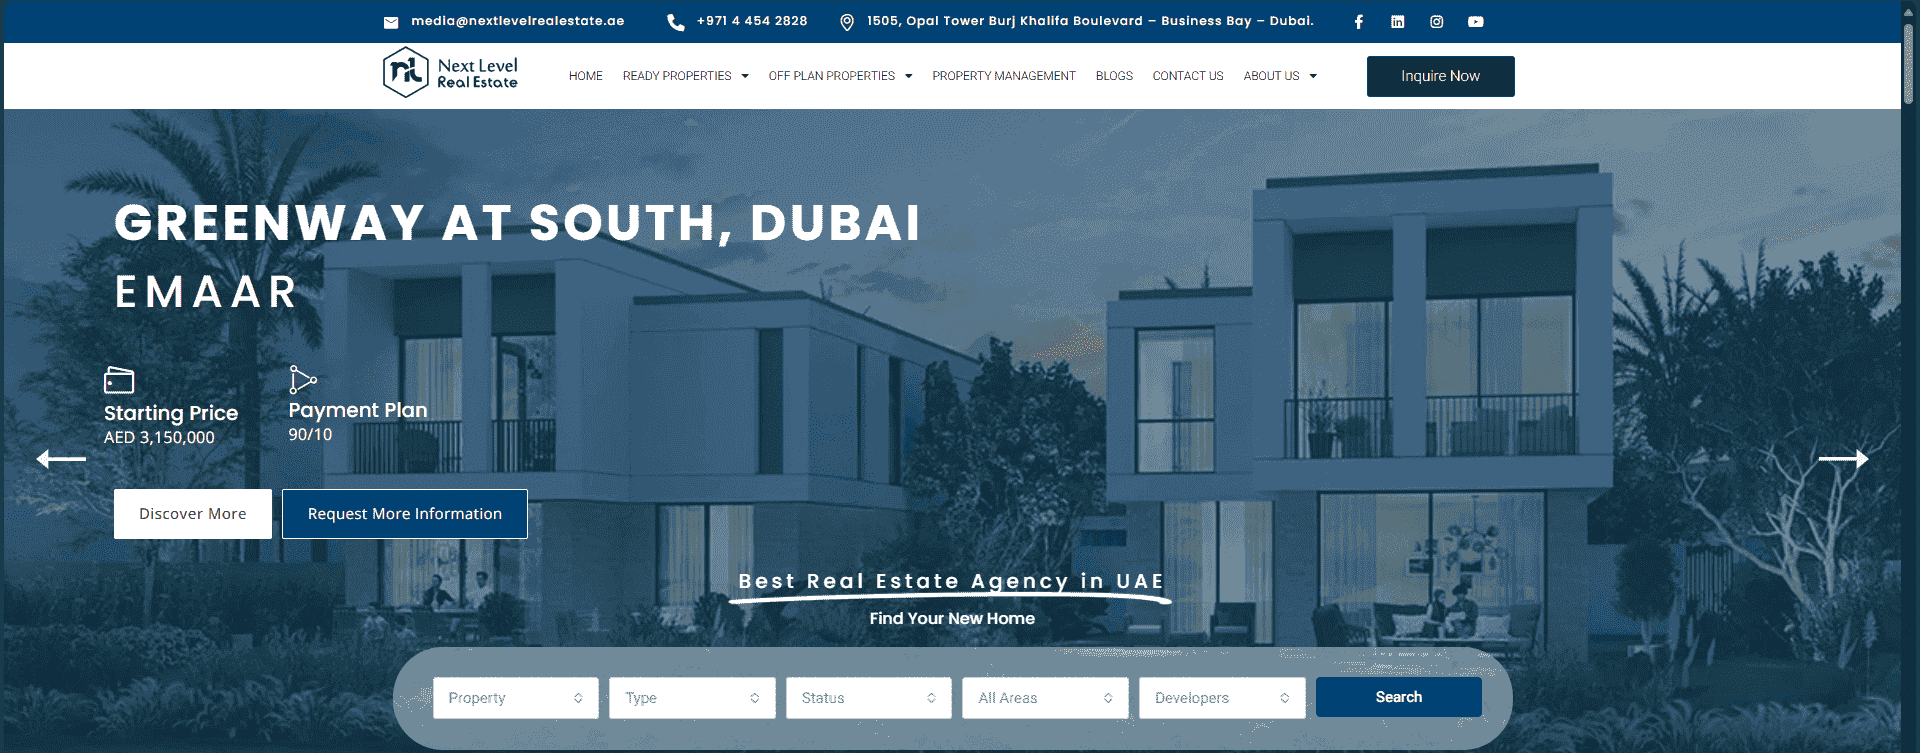 media@nextlevelrealestate.ae
+971 4 454 2828
1505, Opal Tower Burj Khalifa Boulevard – Business Bay – Dubai.
Next Level
Real Estate
HOME
READY PROPERTIES
OFF PLAN PROPERTIES
PROPERTY MANAGEMENT
BLOGS
CONTACT US
ABOUT US
Inquire Now
GREENWAY AT SOUTH, DUBAI
EMAAR
Starting Price
AED 3,150,000
Payment Plan
90/10
Discover More
Request More Information
Best Real Estate Agency in UAE
Find Your New Home
Property
Type
Status
All Areas
Developers
Search